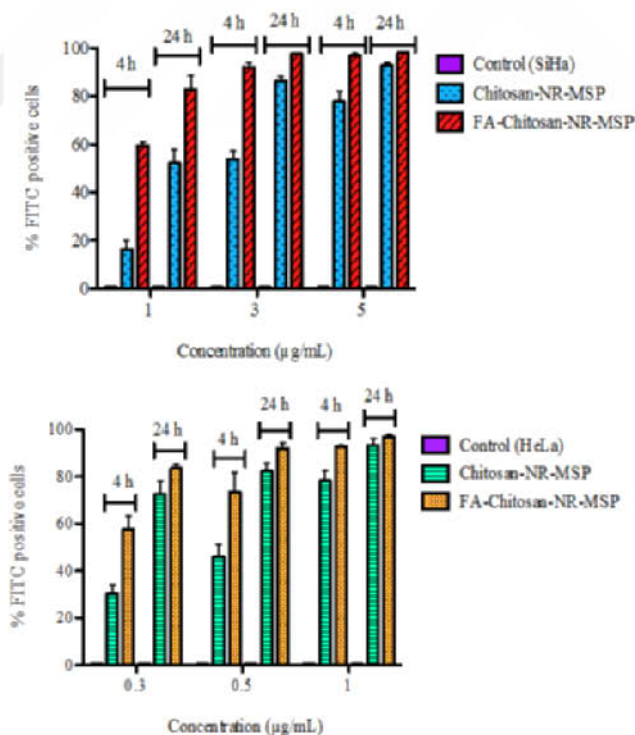 4 h
24 h
4 h
24 h
4 h
24 h
100
80
60
40
20
0
% FITC positive cells
1
3
5
Concentration (µg/mL)
Control (SiHa)
Chitosan-NR-MSP
FA-Chitosan-NR-MSP
4 h
24 h
4 h
24 h
4 h
24 h
100
80
60
40
20
0
% FITC positive cells
0.3
0.5
1
Concentration (µg/mL)
Control (HeLa)
Chitosan-NR-MSP
FA-Chitosan-NR-MSP